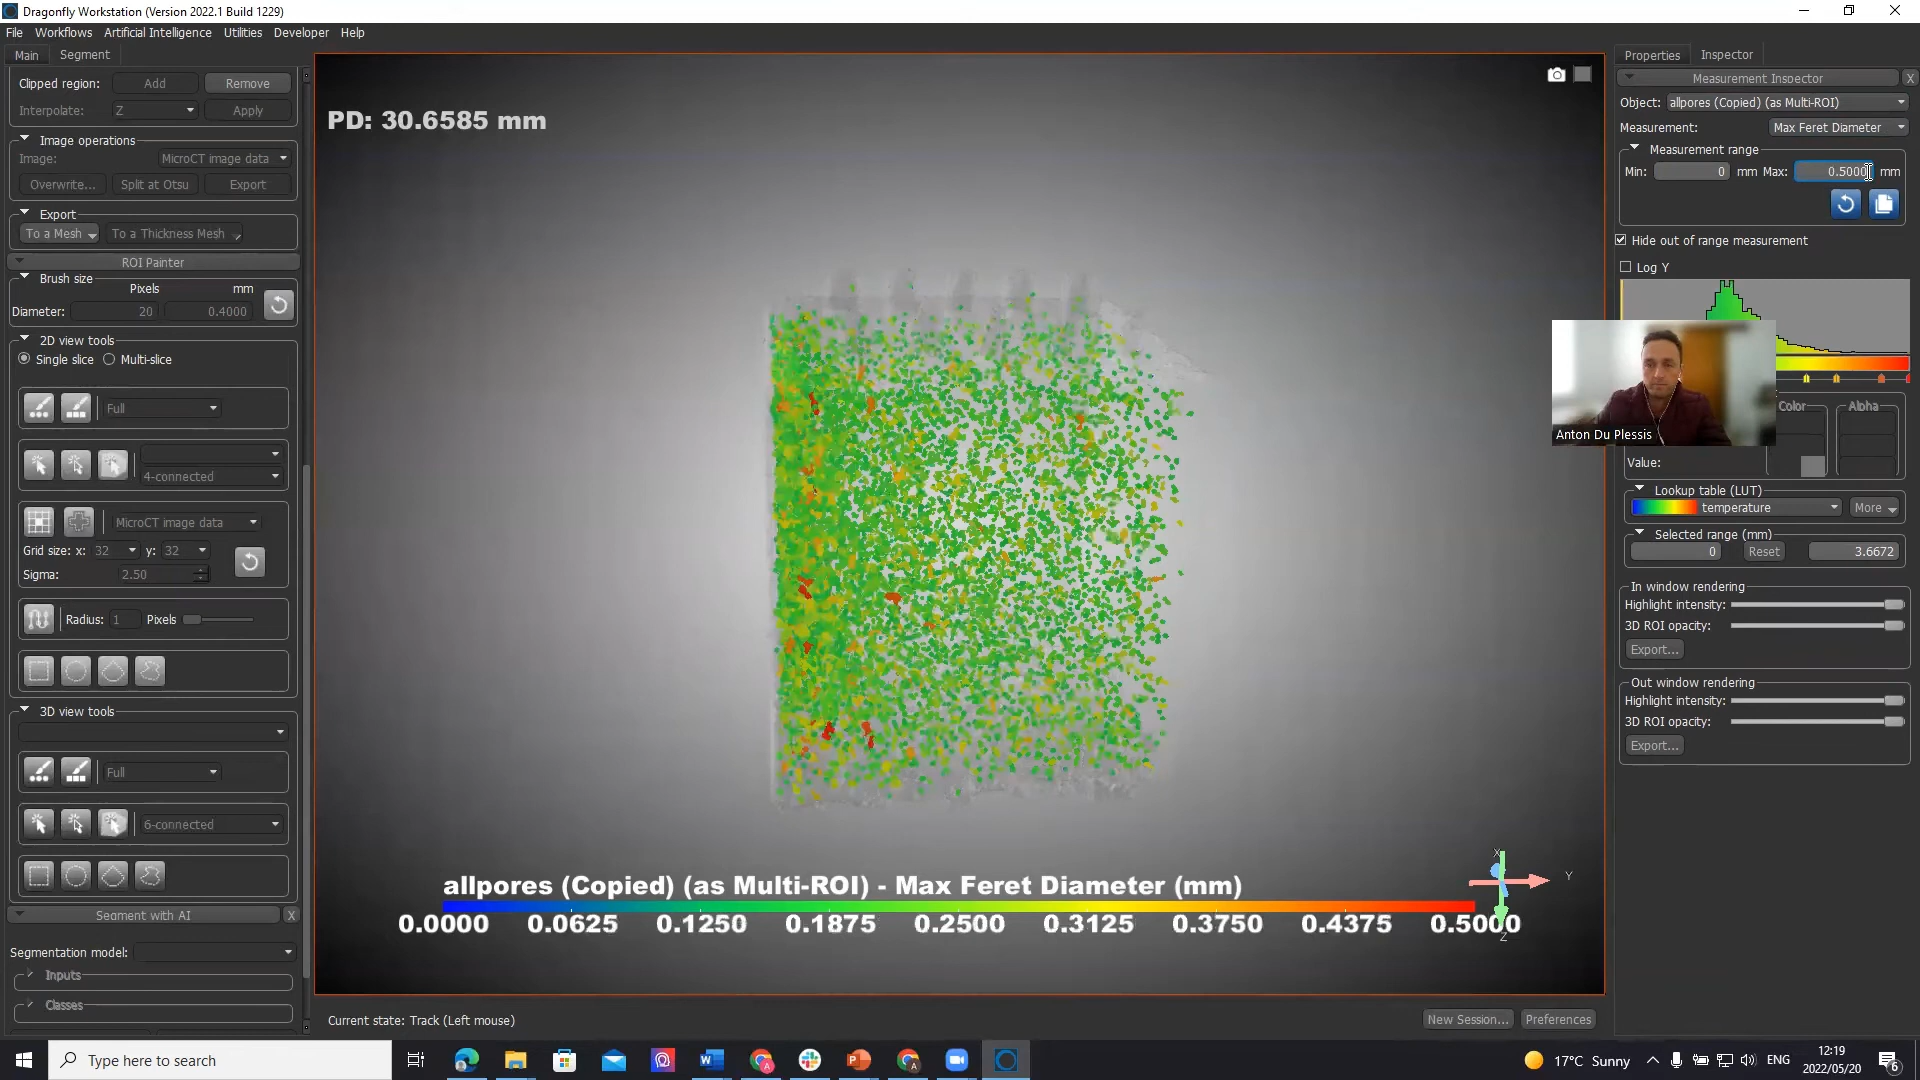 Dragonfly Workstation (Version 2022.1 Build 1229)
File Workflows Artificial Intelligence Utilities Developer Help
Main Segment
Clipped region: Add Remove
Interpolate: Z Apply
Image operations
Image: MicroCT image data
Overwrite... Split at Otsu Export
Export
To a Mesh To a Thickness Mesh
ROI Painter
Brush size
Pixels mm
Diameter: 20 0.4000
2D view tools
Single slice Multi-slice
Full
4-connected
MicroCT image data
Grid size: x: 32 y: 32
Sigma: 2.50
Radius: 1 Pixels
3D view tools
Full
6-connected
Segment with AI X
Segmentation model:
Inputs
Classes
PD: 30.6585 mm
allpores (Copied) (as Multi-ROI) - Max Feret Diameter (mm)
0.0000 0.0625 0.1250 0.1875 0.2500 0.3125 0.3750 0.4375 0.5000
X
Y
Z
Current state: Track (Left mouse)
New Session... Preferences
Properties Inspector
Measurement Inspector X
Object: allpores (Copied) (as Multi-ROI)
Measurement: Max Feret Diameter
Measurement range
Min: 0 mm Max: 0.5000 mm
Hide out of range measurement
Log Y
Anton Du Plessis
Color Alpha
Value:
Lookup table (LUT)
temperature More
Selected range (mm)
0 Reset 3.6672
In window rendering
Highlight intensity:
3D ROI opacity:
Export...
Out window rendering
Highlight intensity:
3D ROI opacity:
Export...
Type here to search
17°C Sunny
ENG
12:19
2022/05/20
6